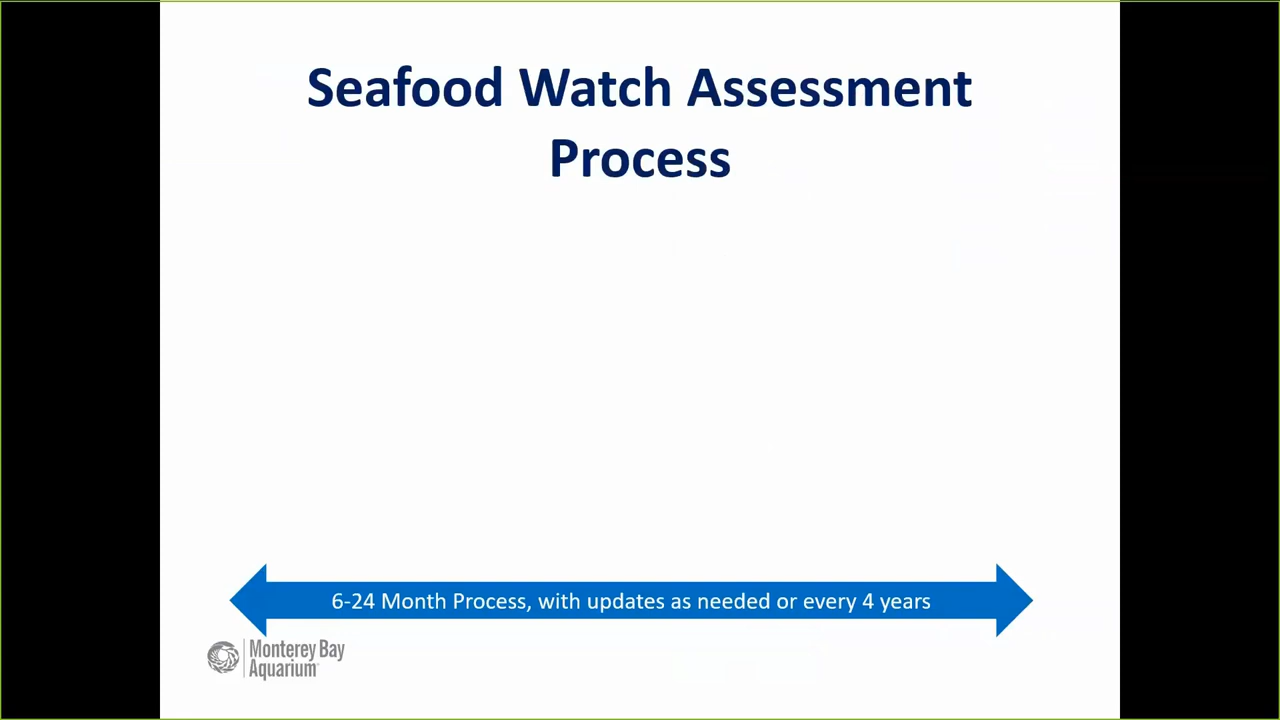 Seafood Watch Assessment
Process
6-24 Month Process, with updates as needed or every 4 years
Monterey Bay
Aquarium